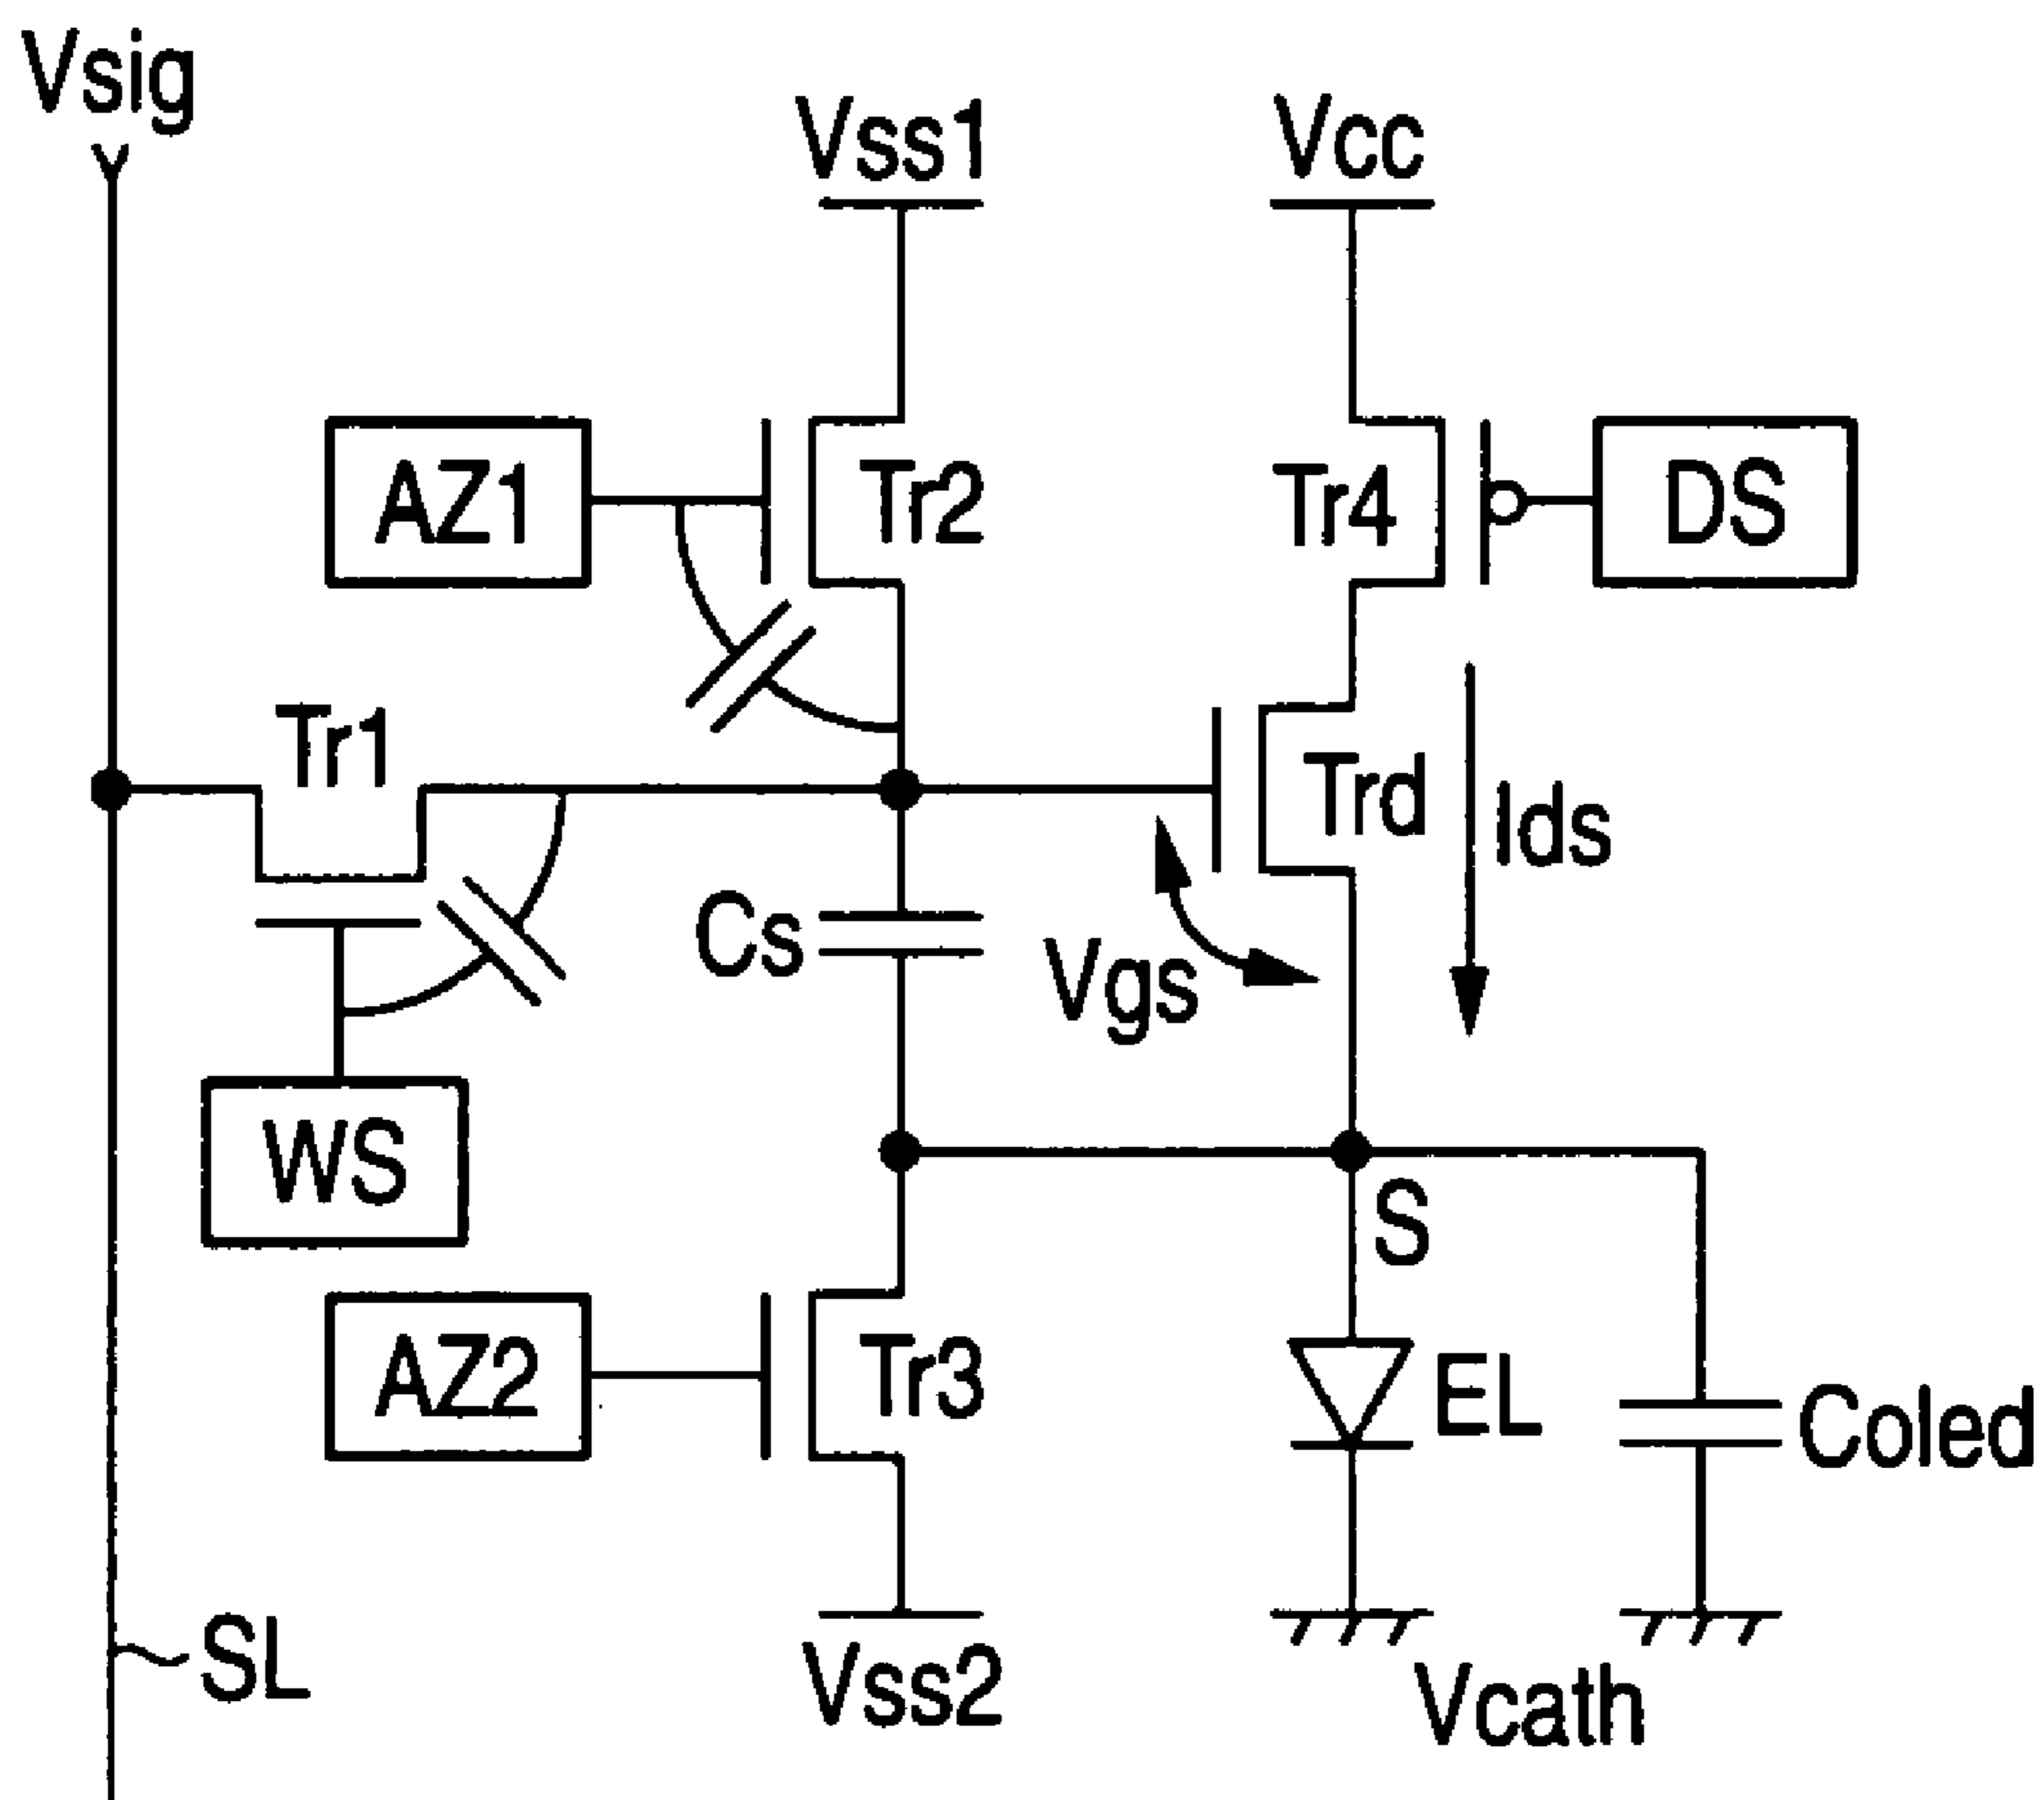 Vsig
Vss1
Vcc
AZ1
Tr2
Tr4
DS
Tr1
Trd
Ids
Cs
Vgs
WS
S
AZ2
Tr3
EL
Coled
SL
Vss2
Vcath